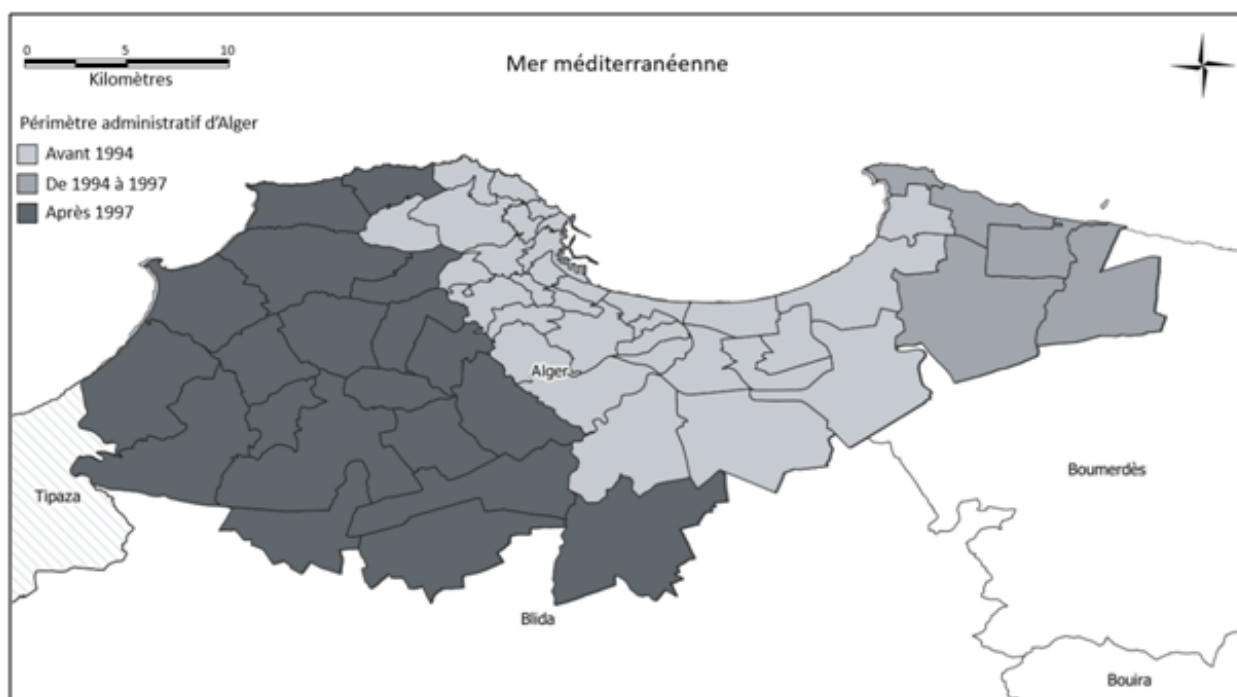 0 5 10
Kilomètres
Mer méditerranéenne
Périmètre administratif d'Alger
Avant 1994
De 1994 à 1997
Après 1997
Alger
Tipaza
Boumerdès
Blida
Bouira